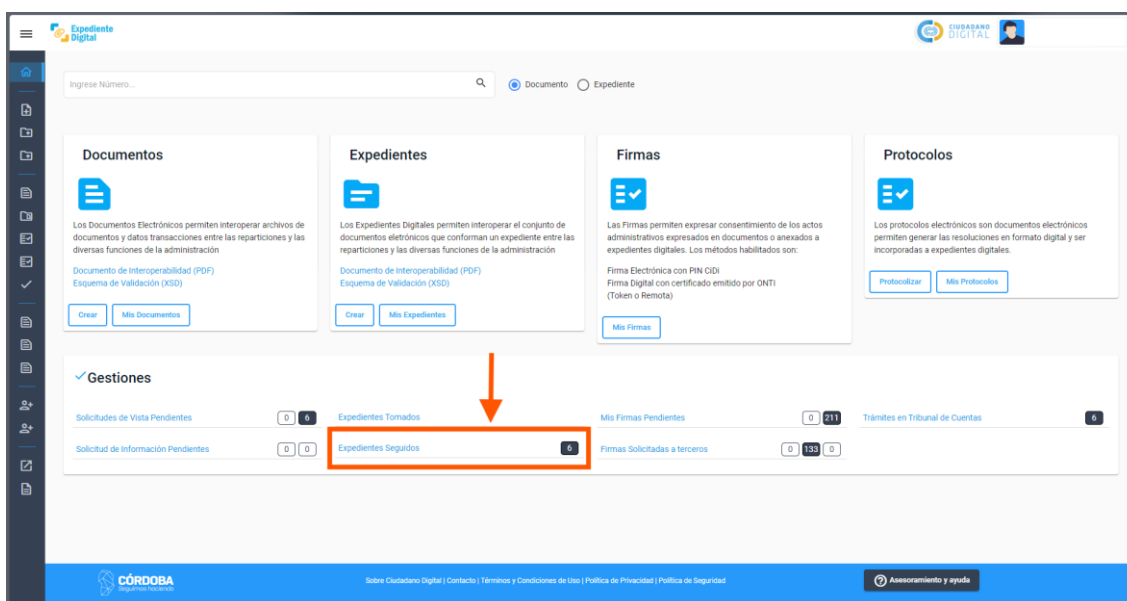 Expediente
Digital
CIUDADANO
DIGITAL
Ingrese Número...
Documento
Expediente
Documentos
Los Documentos Electrónicos permiten interoperar archivos de
documentos y datos transacciones entre las reparticiones y las
diversas funciones de la administración
Documento de Interoperabilidad (PDF)
Esquema de Validación (XSD)
Crear
Mis Documentos
Expedientes
Los Expedientes Digitales permiten interoperar el conjunto de
documentos eletrónicos que conforman un expediente entre las
reparticiones y las diversas funciones de la administración
Documento de Interoperabilidad (PDF)
Esquema de Validación (XSD)
Crear
Mis Expedientes
Firmas
Las Firmas permiten expresar consentimiento de los actos
administrativos expresados en documentos o anexados a
expedientes digitales. Los métodos habilitados son:
Firma Electrónica con PIN CiDi
Firma Digital con certificado emitido por ONTI
(Token o Remota)
Mis Firmas
Protocolos
Los protocolos electrónicos son documentos electrónicos
permiten generar las resoluciones en formato digital y ser
incorporadas a expedientes digitales.
Protocolizar
Mis Protocolos
Gestiones
Solicitudes de Vista Pendientes 0 6
Expedientes Tomados
Mis Firmas Pendientes 0 211
Trámites en Tribunal de Cuentas 6
Solicitud de Información Pendientes 0 0
Expedientes Seguidos 6
Firmas Solicitadas a terceros 0 133 0
CÓRDOBA
Seguimos haciendo
Sobre Ciudadano Digital | Contacto | Términos y Condiciones de Uso | Política de Privacidad | Política de Seguridad
Asesoramiento y ayuda